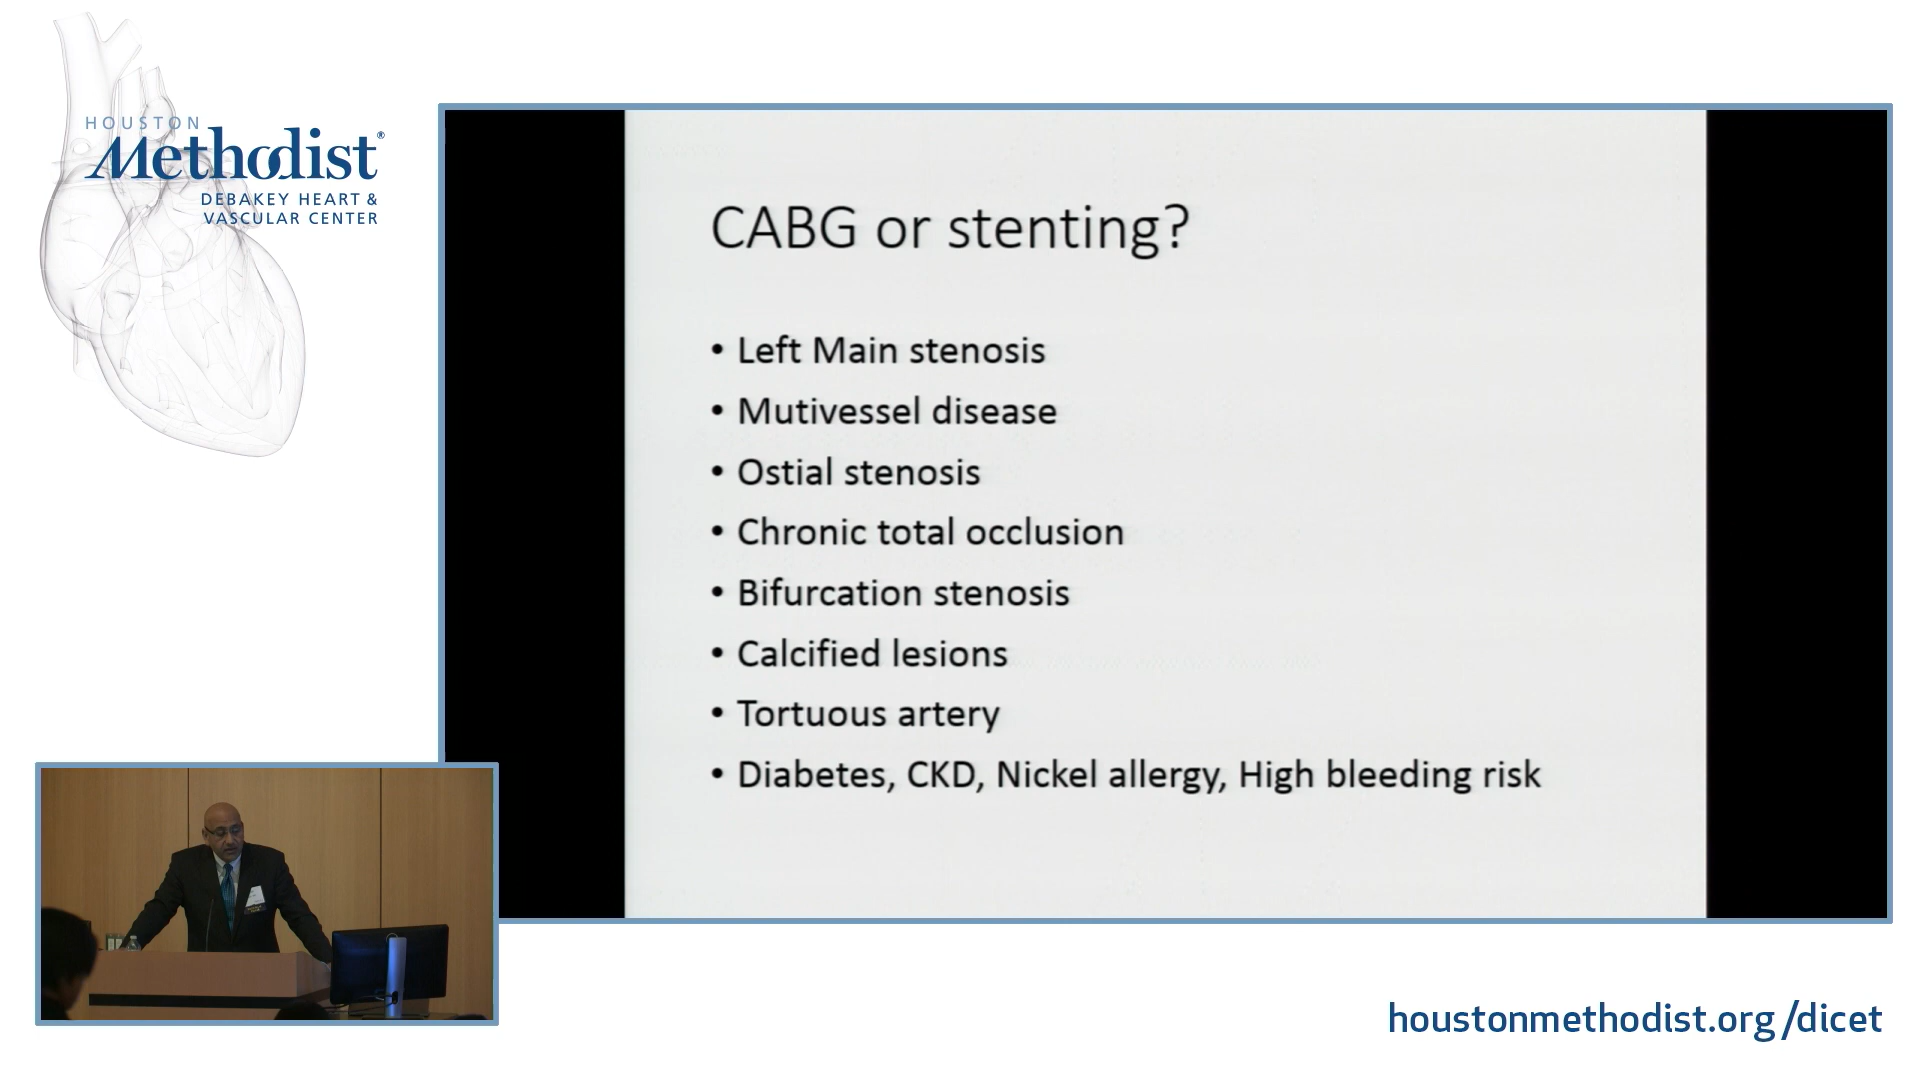 HOUSTON
Methodist®
DEBAKEY HEART &
VASCULAR CENTER
CABG or stenting?
• Left Main stenosis
• Mutivessel disease
• Ostial stenosis
• Chronic total occlusion
• Bifurcation stenosis
• Calcified lesions
• Tortuous artery
• Diabetes, CKD, Nickel allergy, High bleeding risk
houstonmethodist.org/dicet